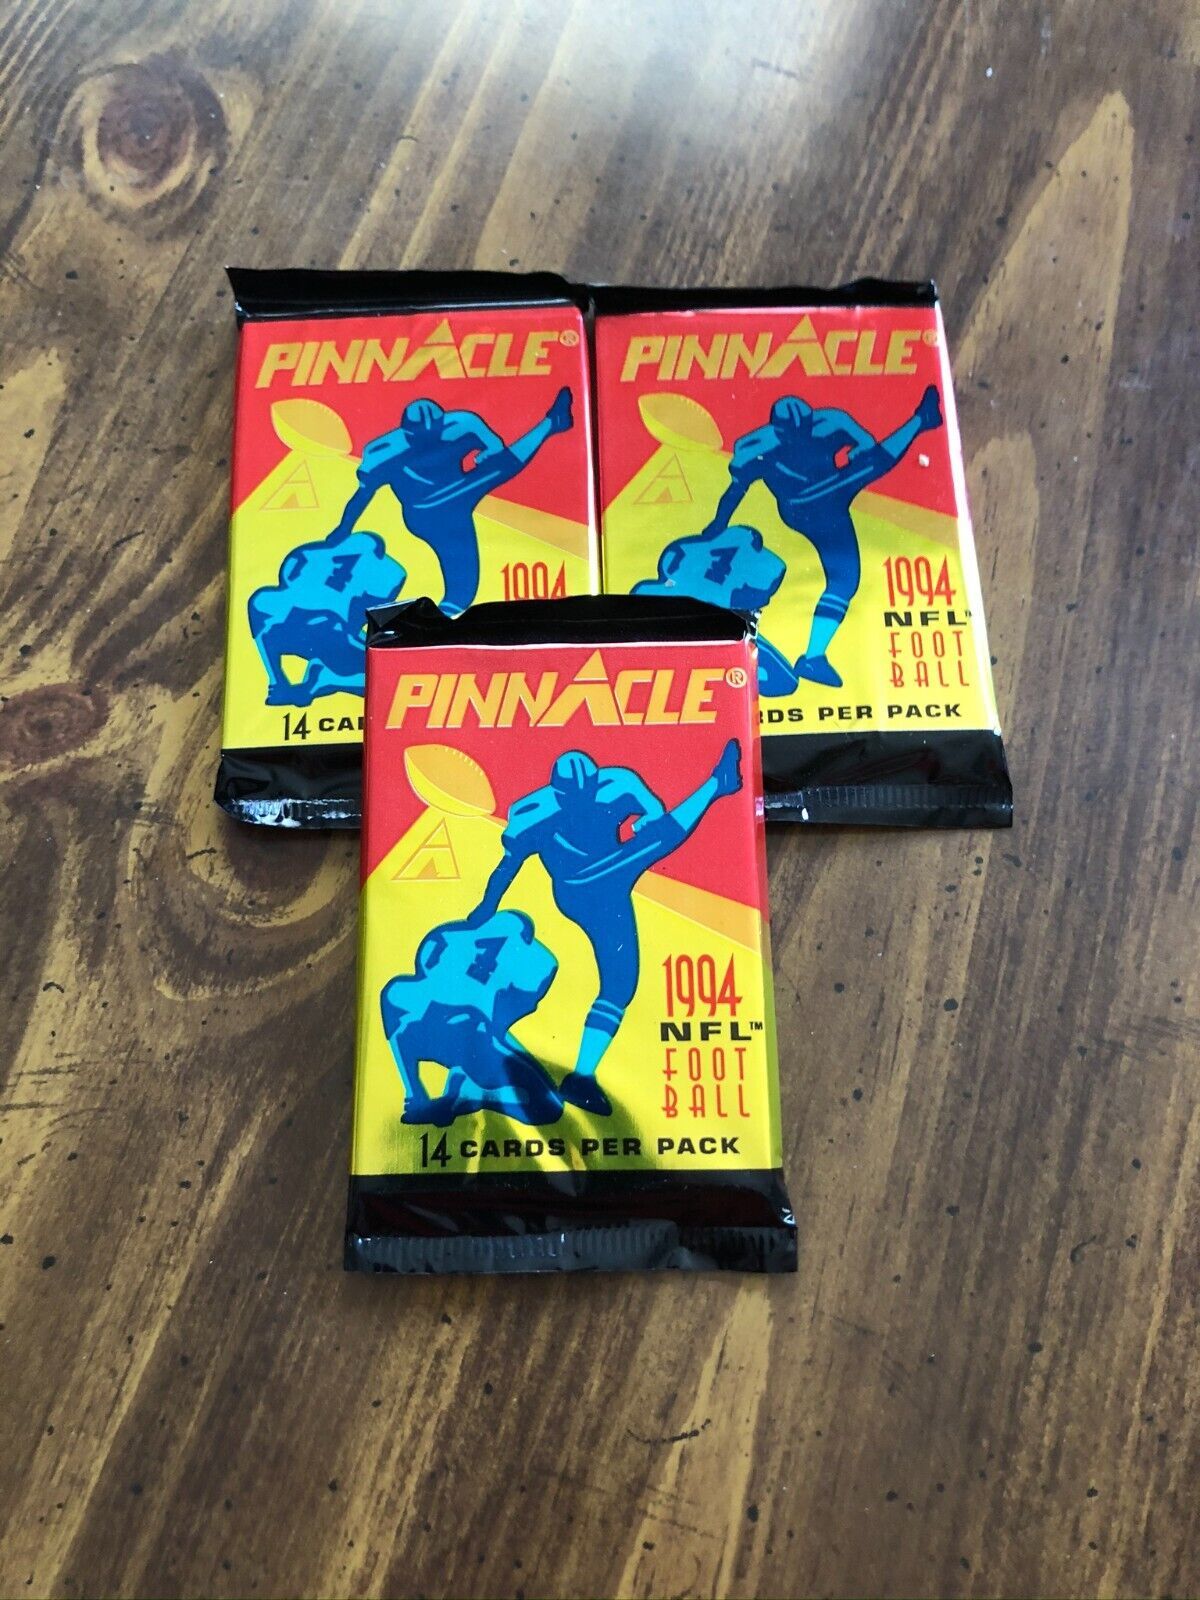 PINNACLE®
1994
14 CAR
PINNACLE®
1994
NFL™
FOOT
BALL
RDS PER PACK
PINNACLE®
1994
NFL™
FOOT
BALL
14 CARDS PER PACK